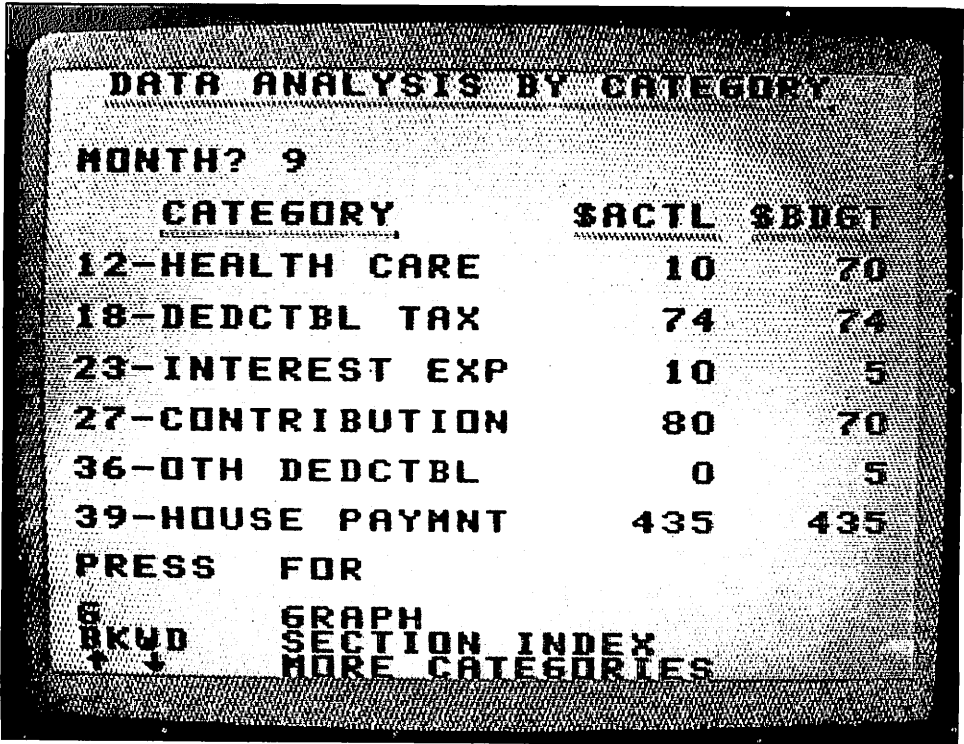 DATA ANALYSIS BY CATEGORY
MONTH? 9
CATEGORY $ACTL $BDGT
12-HEALTH CARE 10 70
18-DEDCTBL TAX 74 74
23-INTEREST EXP 10 5
27-CONTRIBUTION 80 70
36-OTH DEDCTBL 0 5
39-HOUSE PAYMNT 435 435
PRESS FOR
G GRAPH
BKWD SECTION INDEX
↑ ↓ MORE CATEGORIES